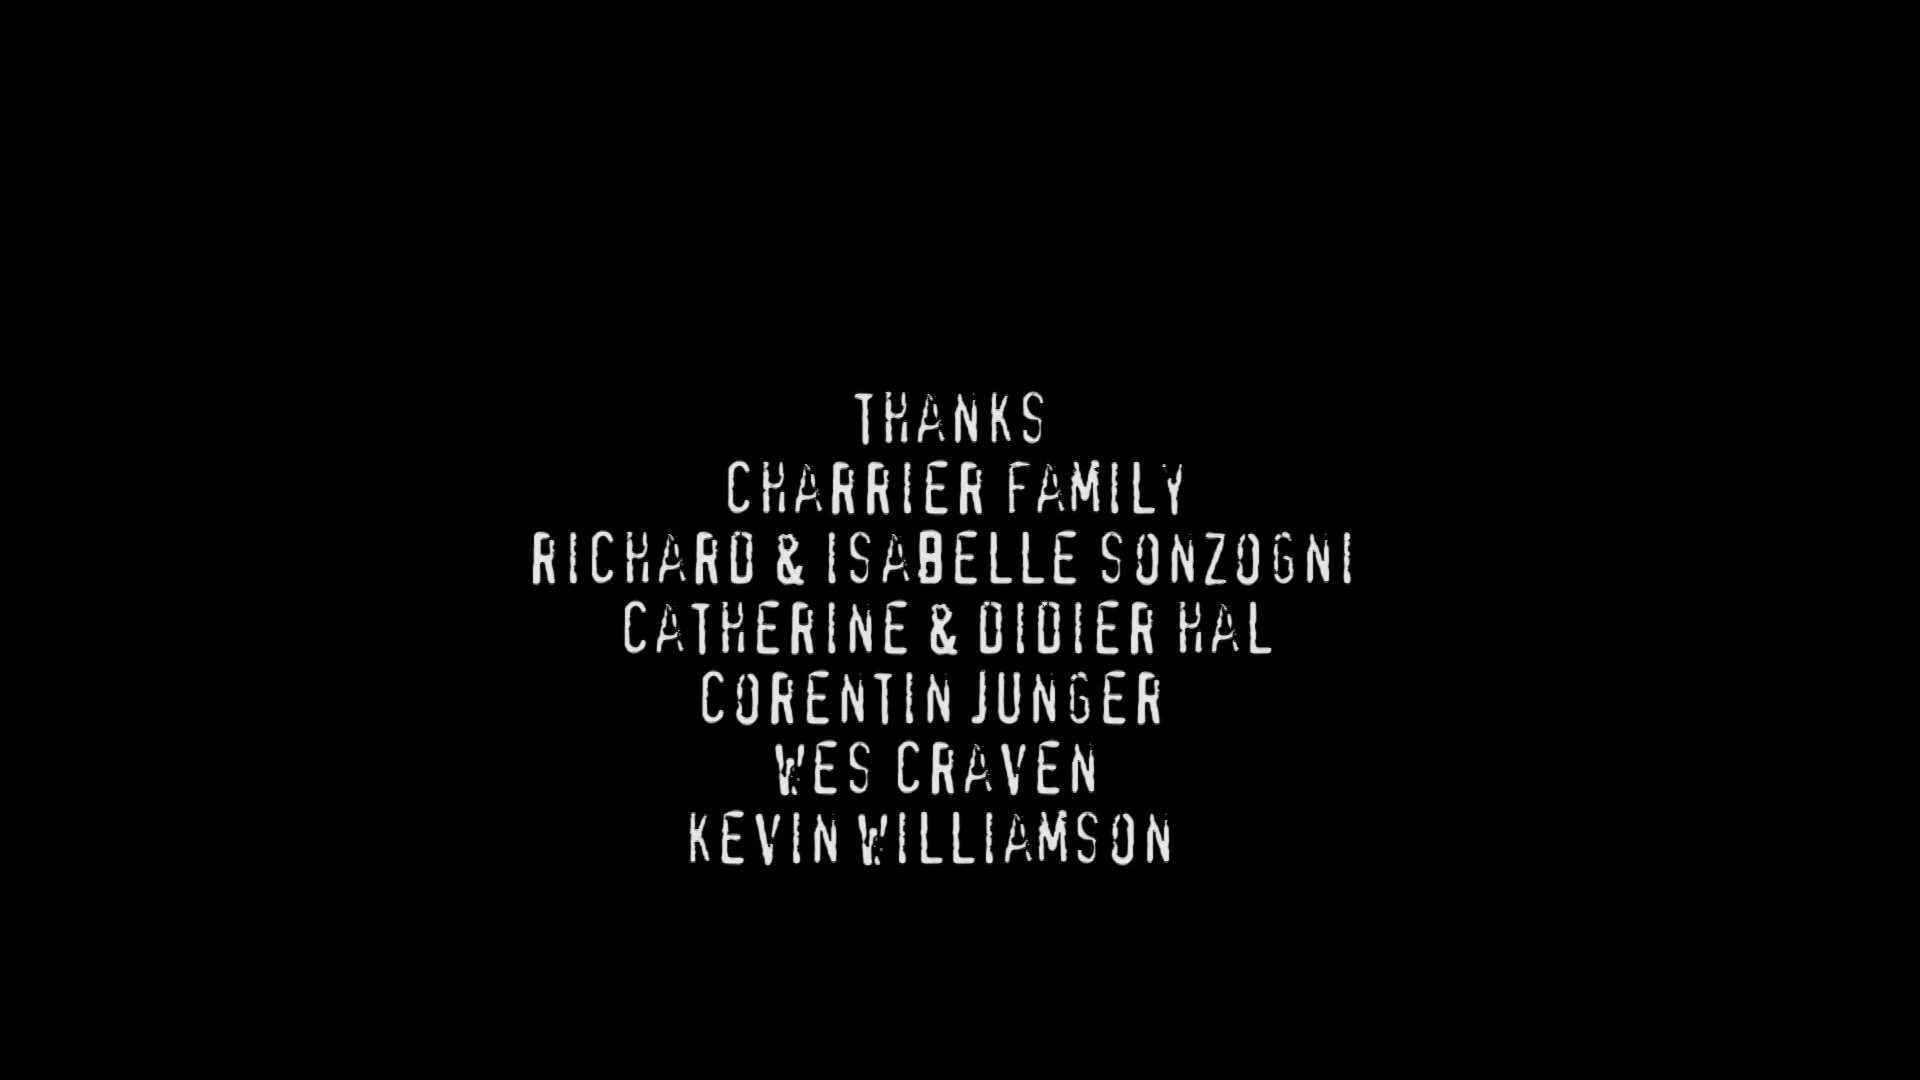 THANKS
CHARRIER FAMILY
RICHARD & ISABELLE SONZOGNI
CATHERINE & DIDIER HAL
CORENTIN JUNGER
WES CRAVEN
KEVIN WILLIAMSON